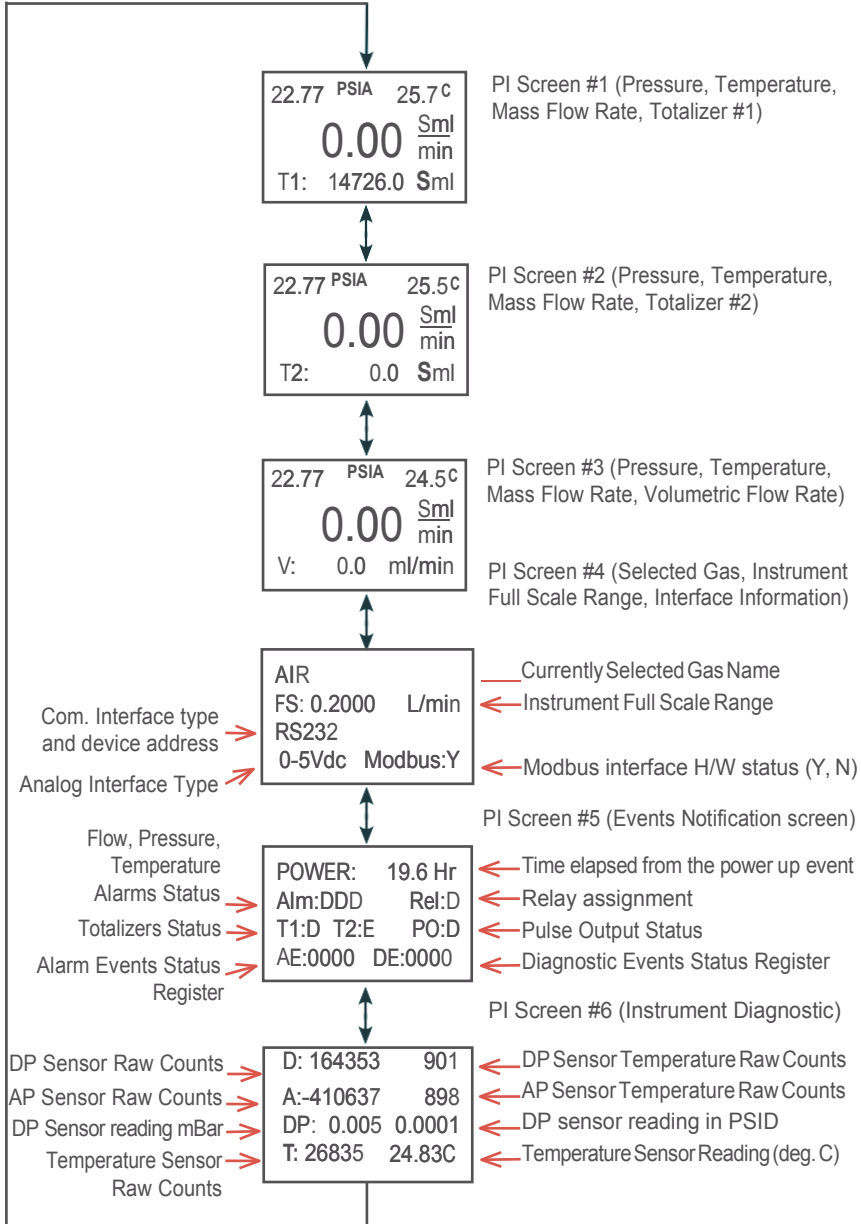 22.77 PSIA 25.7 C
0.00 Sml
min
T1: 14726.0 Sml
PI Screen #1 (Pressure, Temperature,
Mass Flow Rate, Totalizer #1)
22.77 PSIA 25.5 C
0.00 Sml
min
T2: 0.0 Sml
PI Screen #2 (Pressure, Temperature,
Mass Flow Rate, Totalizer #2)
22.77 PSIA 24.5 C
0.00 Sml
min
V: 0.0 ml/min
PI Screen #3 (Pressure, Temperature,
Mass Flow Rate, Volumetric Flow Rate)
PI Screen #4 (Selected Gas, Instrument
Full Scale Range, Interface Information)
AIR
FS: 0.2000 L/min
RS232
0-5Vdc Modbus:Y
Com. Interface type
and device address
Analog Interface Type
Currently Selected Gas Name
Instrument Full Scale Range
Modbus interface H/W status (Y, N)
PI Screen #5 (Events Notification screen)
Flow, Pressure,
Temperature
Alarms Status
Totalizers Status
Alarm Events Status
Register
POWER: 19.6 Hr
Alm:DDD Rel:D
T1:D T2:E PO:D
AE:0000 DE:0000
Time elapsed from the power up event
Relay assignment
Pulse Output Status
Diagnostic Events Status Register
PI Screen #6 (Instrument Diagnostic)
DP Sensor Raw Counts
AP Sensor Raw Counts
DP Sensor reading mBar
Temperature Sensor
Raw Counts
D: 164353 901
A:-410637 898
DP: 0.005 0.0001
T: 26835 24.83C
DP Sensor Temperature Raw Counts
AP Sensor Temperature Raw Counts
DP sensor reading in PSID
Temperature Sensor Reading (deg. C)